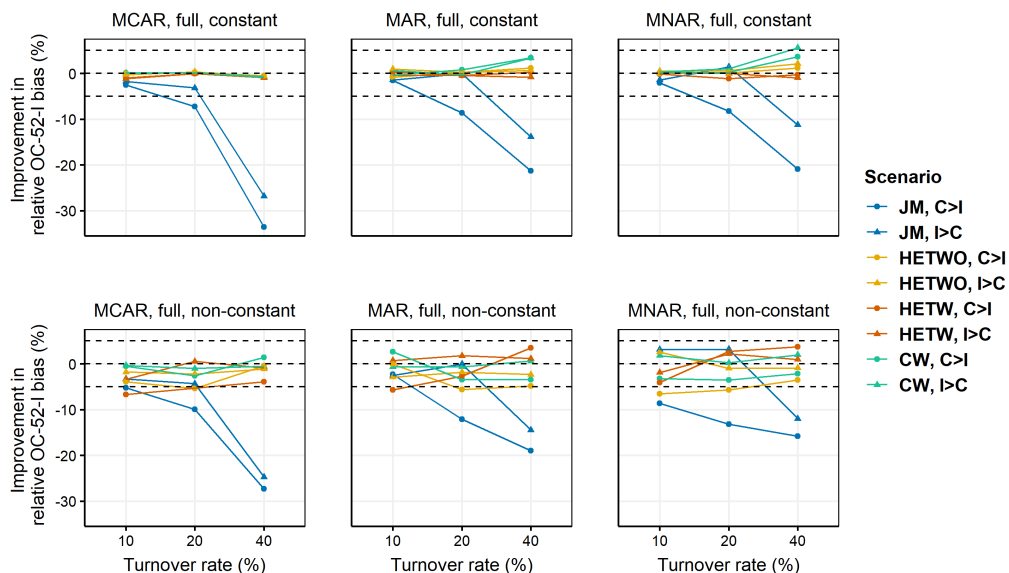 MCAR, full, constant
MAR, full, constant
MNAR, full, constant
Improvement in
relative OC-52-I bias (%)
0
-10
-20
-30
MCAR, full, non-constant
MAR, full, non-constant
MNAR, full, non-constant
Improvement in
relative OC-52-I bias (%)
0
-10
-20
-30
10 20 40
10 20 40
10 20 40
Turnover rate (%)
Turnover rate (%)
Turnover rate (%)
Scenario
JM, C>I
JM, I>C
HETWO, C>I
HETWO, I>C
HETW, C>I
HETW, I>C
CW, C>I
CW, I>C